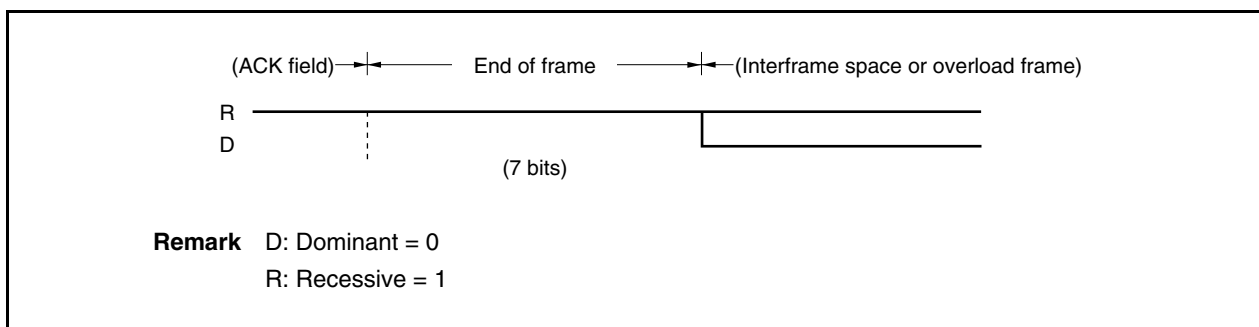 (ACK field) End of frame (Interframe space or overload frame)
R
D
(7 bits)
Remark D: Dominant = 0
R: Recessive = 1